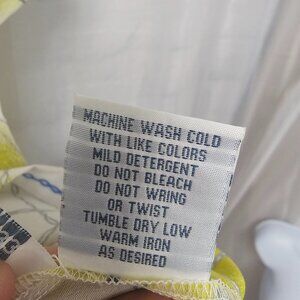 MACHINE WASH COLD
WITH LIKE COLORS
MILD DETERGENT
DO NOT BLEACH
DO NOT WRING
OR TWIST
TUMBLE DRY LOW
WARM IRON
AS DESIRED